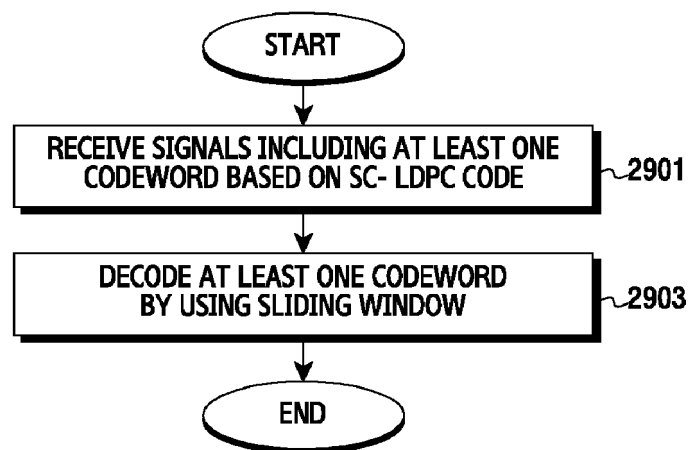 START
RECEIVE SIGNALS INCLUDING AT LEAST ONE
CODEWORD BASED ON SC- LDPC CODE
2901
DECODE AT LEAST ONE CODEWORD
BY USING SLIDING WINDOW
2903
END